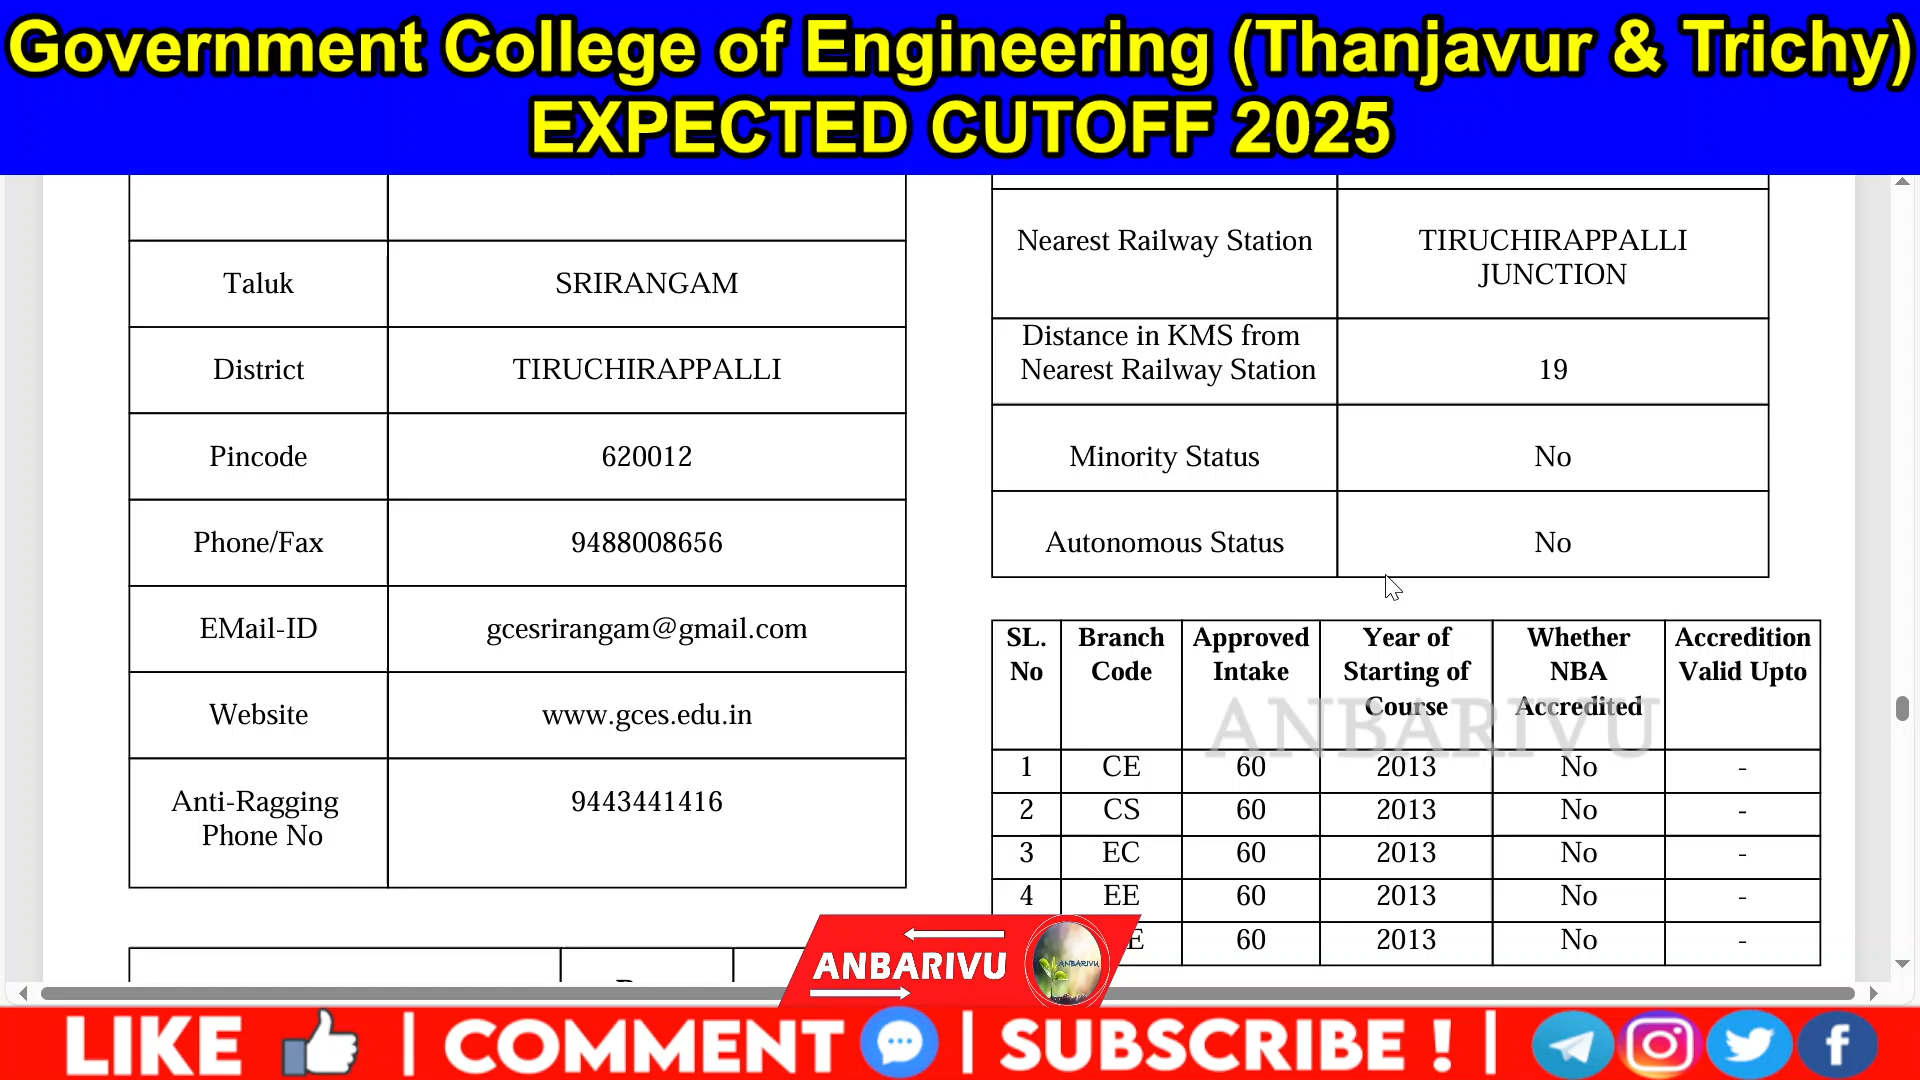 Government College of Engineering (Thanjavur & Trichy)
EXPECTED CUTOFF 2025
Taluk
SRIRANGAM
District
TIRUCHIRAPPALLI
Pincode
620012
Phone/Fax
9488008656
EMail-ID
gcesrirangam@gmail.com
Website
www.gces.edu.in
Anti-Ragging
Phone No
9443441416
Nearest Railway Station
TIRUCHIRAPPALLI
JUNCTION
Distance in KMS from
Nearest Railway Station
19
Minority Status
No
Autonomous Status
No
SL.
No
Branch
Code
Approved
Intake
Year of
Starting of
Course
Whether
NBA
Accredited
Accreditation
Valid Upto
ANBARIVU
1 CE 60 2013 No -
2 CS 60 2013 No -
3 EC 60 2013 No -
4 EE 60 2013 No -
E 60 2013 No -
ANBARIVU
ANBARIVU
LIKE | COMMENT | SUBSCRIBE ! |